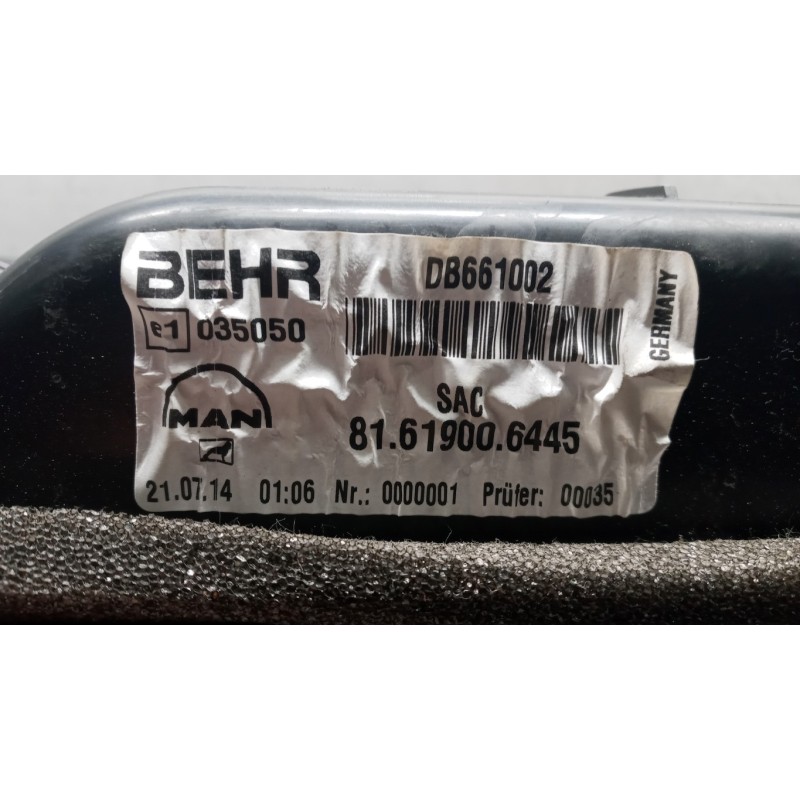 BEHR DB661002
e1 035050
GERMANY
SAC
MAN 81.61900.6445
21.07.14 01:06 Nr.: 0000001 Prüfer: 00035